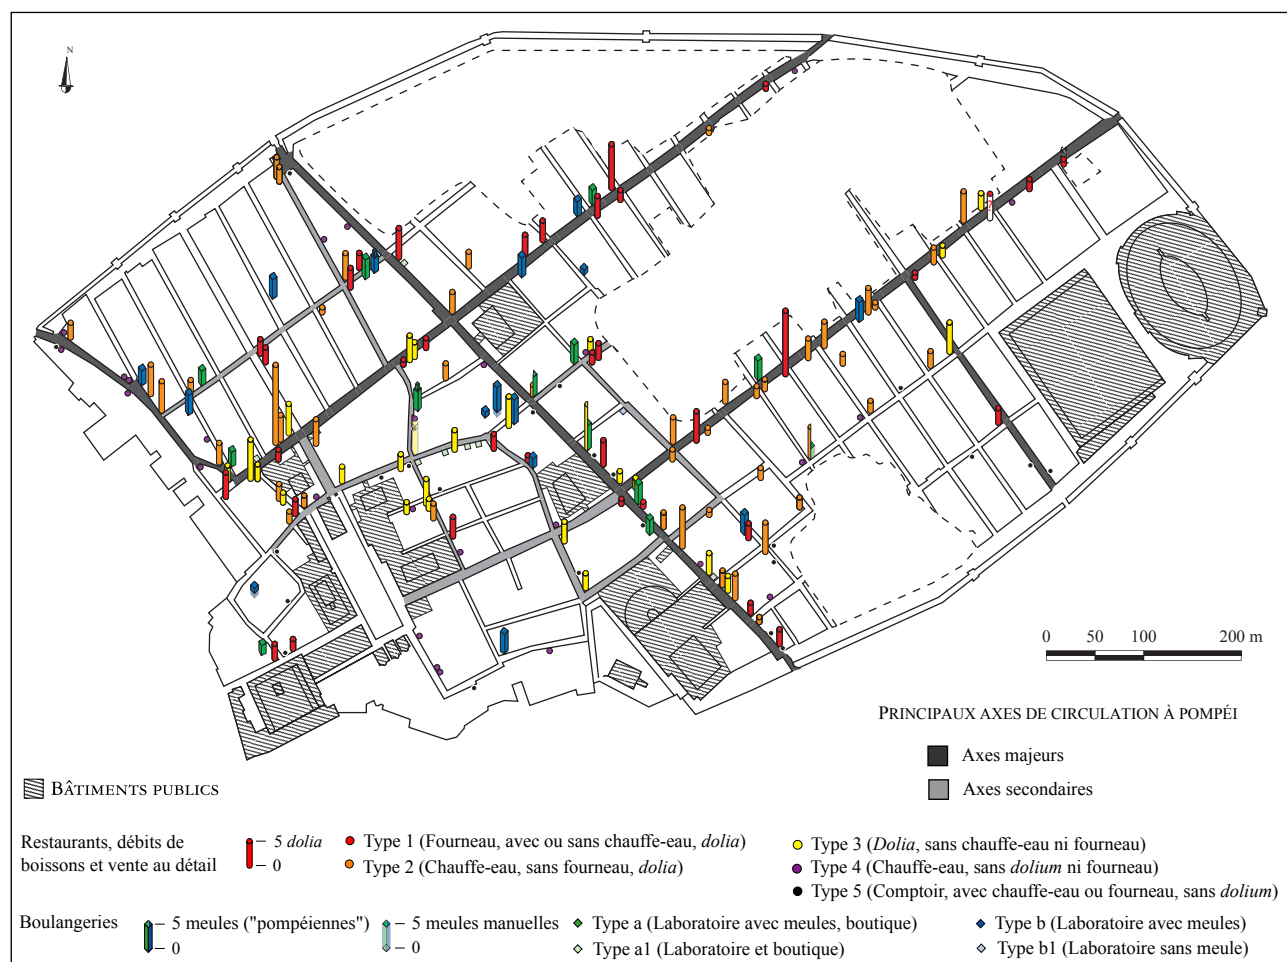 N
0 50 100 200 m
PRINCIPAUX AXES DE CIRCULATION À POMPÉI
Axes majeurs
Axes secondaires
BÂTIMENTS PUBLICS
Restaurants, débits de
boissons et vente au détail
5 dolia
0
Type 1 (Fourneau, avec ou sans chauffe-eau, dolia)
Type 2 (Chauffe-eau, sans fourneau, dolia)
Type 3 (Dolia, sans chauffe-eau ni fourneau)
Type 4 (Chauffe-eau, sans dolium ni fourneau)
Type 5 (Comptoir, avec chauffe-eau ou fourneau, sans dolium)
Boulangeries
5 meules ("pompéiennes")
0
5 meules manuelles
0
Type a (Laboratoire avec meules, boutique)
Type a1 (Laboratoire et boutique)
Type b (Laboratoire avec meules)
Type b1 (Laboratoire sans meule)